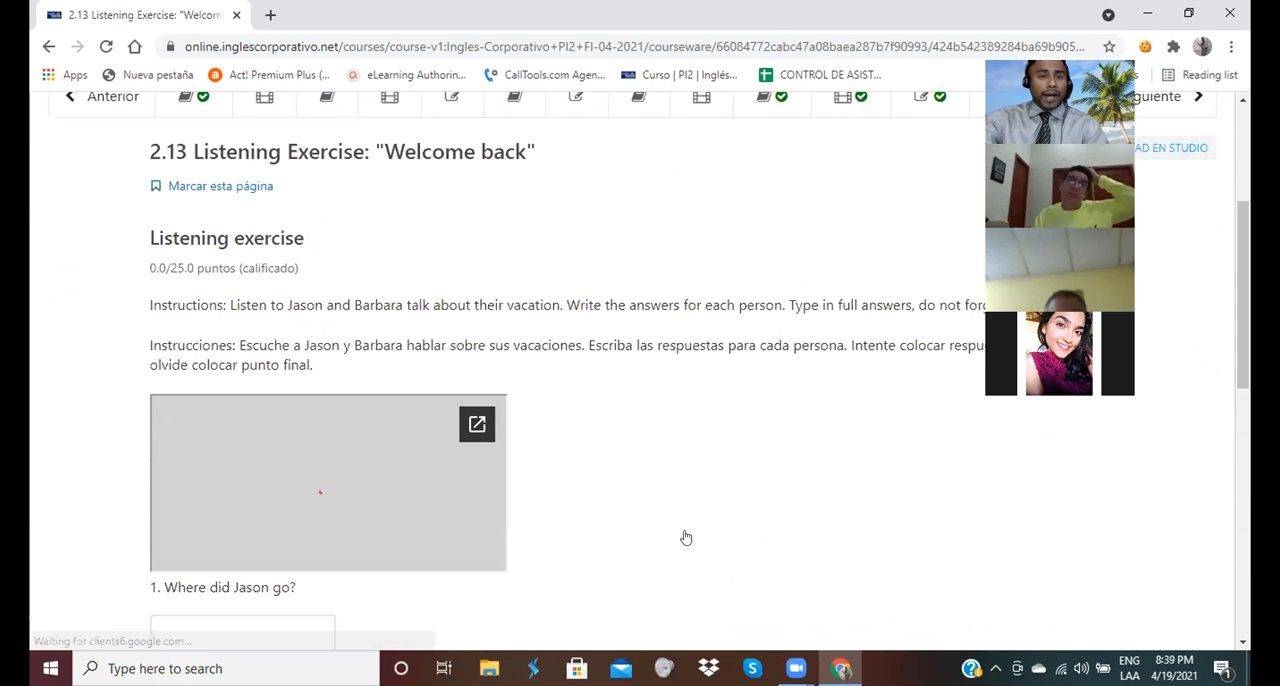 2.13 Listening Exercise: "Welcom
online.inglescorporativo.net/courses/course-v1:Ingles-Corporativo+PI2+FI-04-2021/courseware/66084772cabc47a08baea287b7f90993/424b542389284ba69b905...
Apps Nueva pestaña Act! Premium Plus (... eLearning Authorin... CallTools.com Agen... Curso | PI2 | Inglés... CONTROL DE ASIST... Reading list
Anterior guiente
2.13 Listening Exercise: "Welcome back"
AD EN STUDIO
Marcar esta página
Listening exercise
0.0/25.0 puntos (calificado)
Instructions: Listen to Jason and Barbara talk about their vacation. Write the answers for each person. Type in full answers, do not forg
Instrucciones: Escuche a Jason y Barbara hablar sobre sus vacaciones. Escriba las respuestas para cada persona. Intente colocar respu
olvide colocar punto final.
1. Where did Jason go?
Waiting for clients6.google.com...
Type here to search
ENG 8:39 PM
LAA 4/19/2021